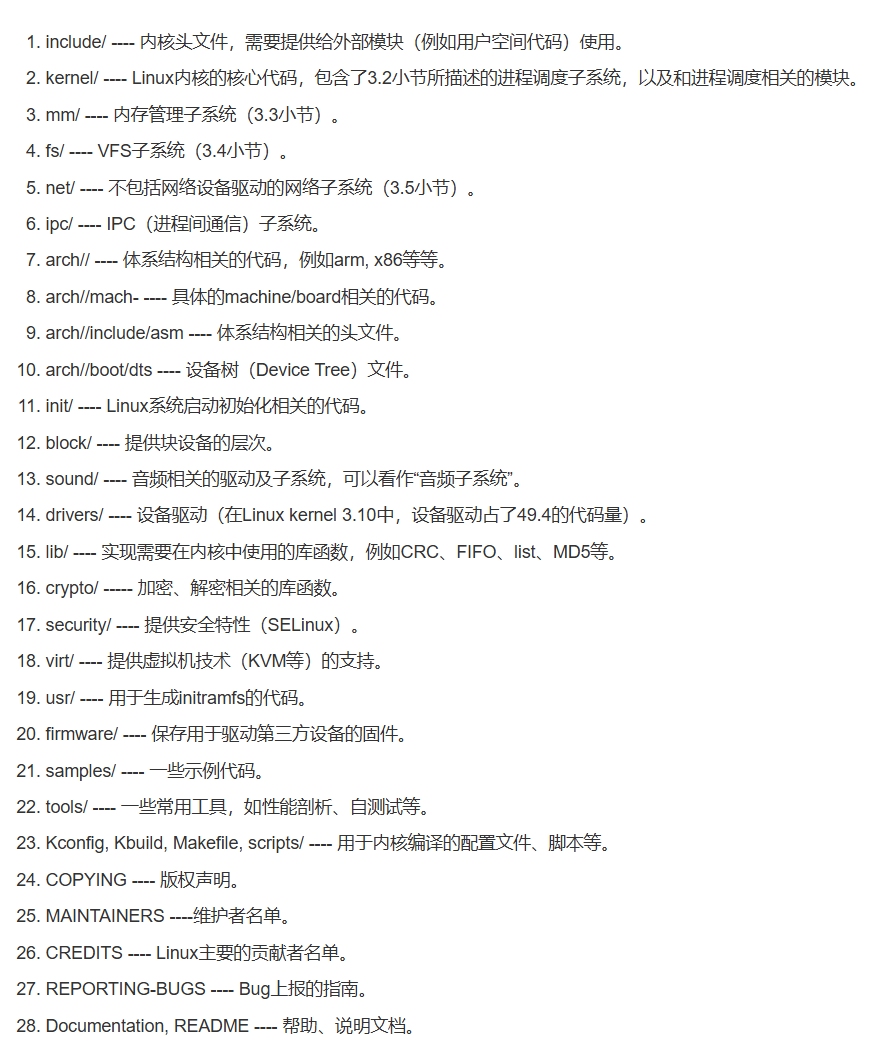 1. include/ ---- 内核头文件，需要提供给外部模块（例如用户空间代码）使用。
2. kernel/ ---- Linux内核的核心代码，包含了3.2小节所描述的进程调度子系统，以及和进程调度相关的模块。
3. mm/ ---- 内存管理子系统（3.3小节）。
4. fs/ ---- VFS子系统（3.4小节）。
5. net/ ---- 不包括网络设备驱动的网络子系统（3.5小节）。
6. ipc/ ---- IPC（进程间通信）子系统。
7. arch// ---- 体系结构相关的代码，例如arm, x86等等。
8. arch//mach- ---- 具体的machine/board相关的代码。
9. arch//include/asm ---- 体系结构相关的头文件。
10. arch//boot/dts ---- 设备树（Device Tree）文件。
11. init/ ---- Linux系统启动初始化相关的代码。
12. block/ ---- 提供块设备的层次。
13. sound/ ---- 音频相关的驱动及子系统，可以看作“音频子系统”。
14. drivers/ ---- 设备驱动（在Linux kernel 3.10中，设备驱动占了49.4的代码量）。
15. lib/ ---- 实现需要在内核中使用的库函数，例如CRC、FIFO、list、MD5等。
16. crypto/ ----- 加密、解密相关的库函数。
17. security/ ---- 提供安全特性（SELinux）。
18. virt/ ---- 提供虚拟机技术（KVM等）的支持。
19. usr/ ---- 用于生成initramfs的代码。
20. firmware/ ---- 保存用于驱动第三方设备的固件。
21. samples/ ---- 一些示例代码。
22. tools/ ---- 一些常用工具，如性能剖析、自测试等。
23. Kconfig, Kbuild, Makefile, scripts/ ---- 用于内核编译的配置文件、脚本等。
24. COPYING ---- 版权声明。
25. MAINTAINERS ----维护者名单。
26. CREDITS ---- Linux主要的贡献者名单。
27. REPORTING-BUGS ---- Bug上报的指南。
28. Documentation, README ---- 帮助、说明文档。